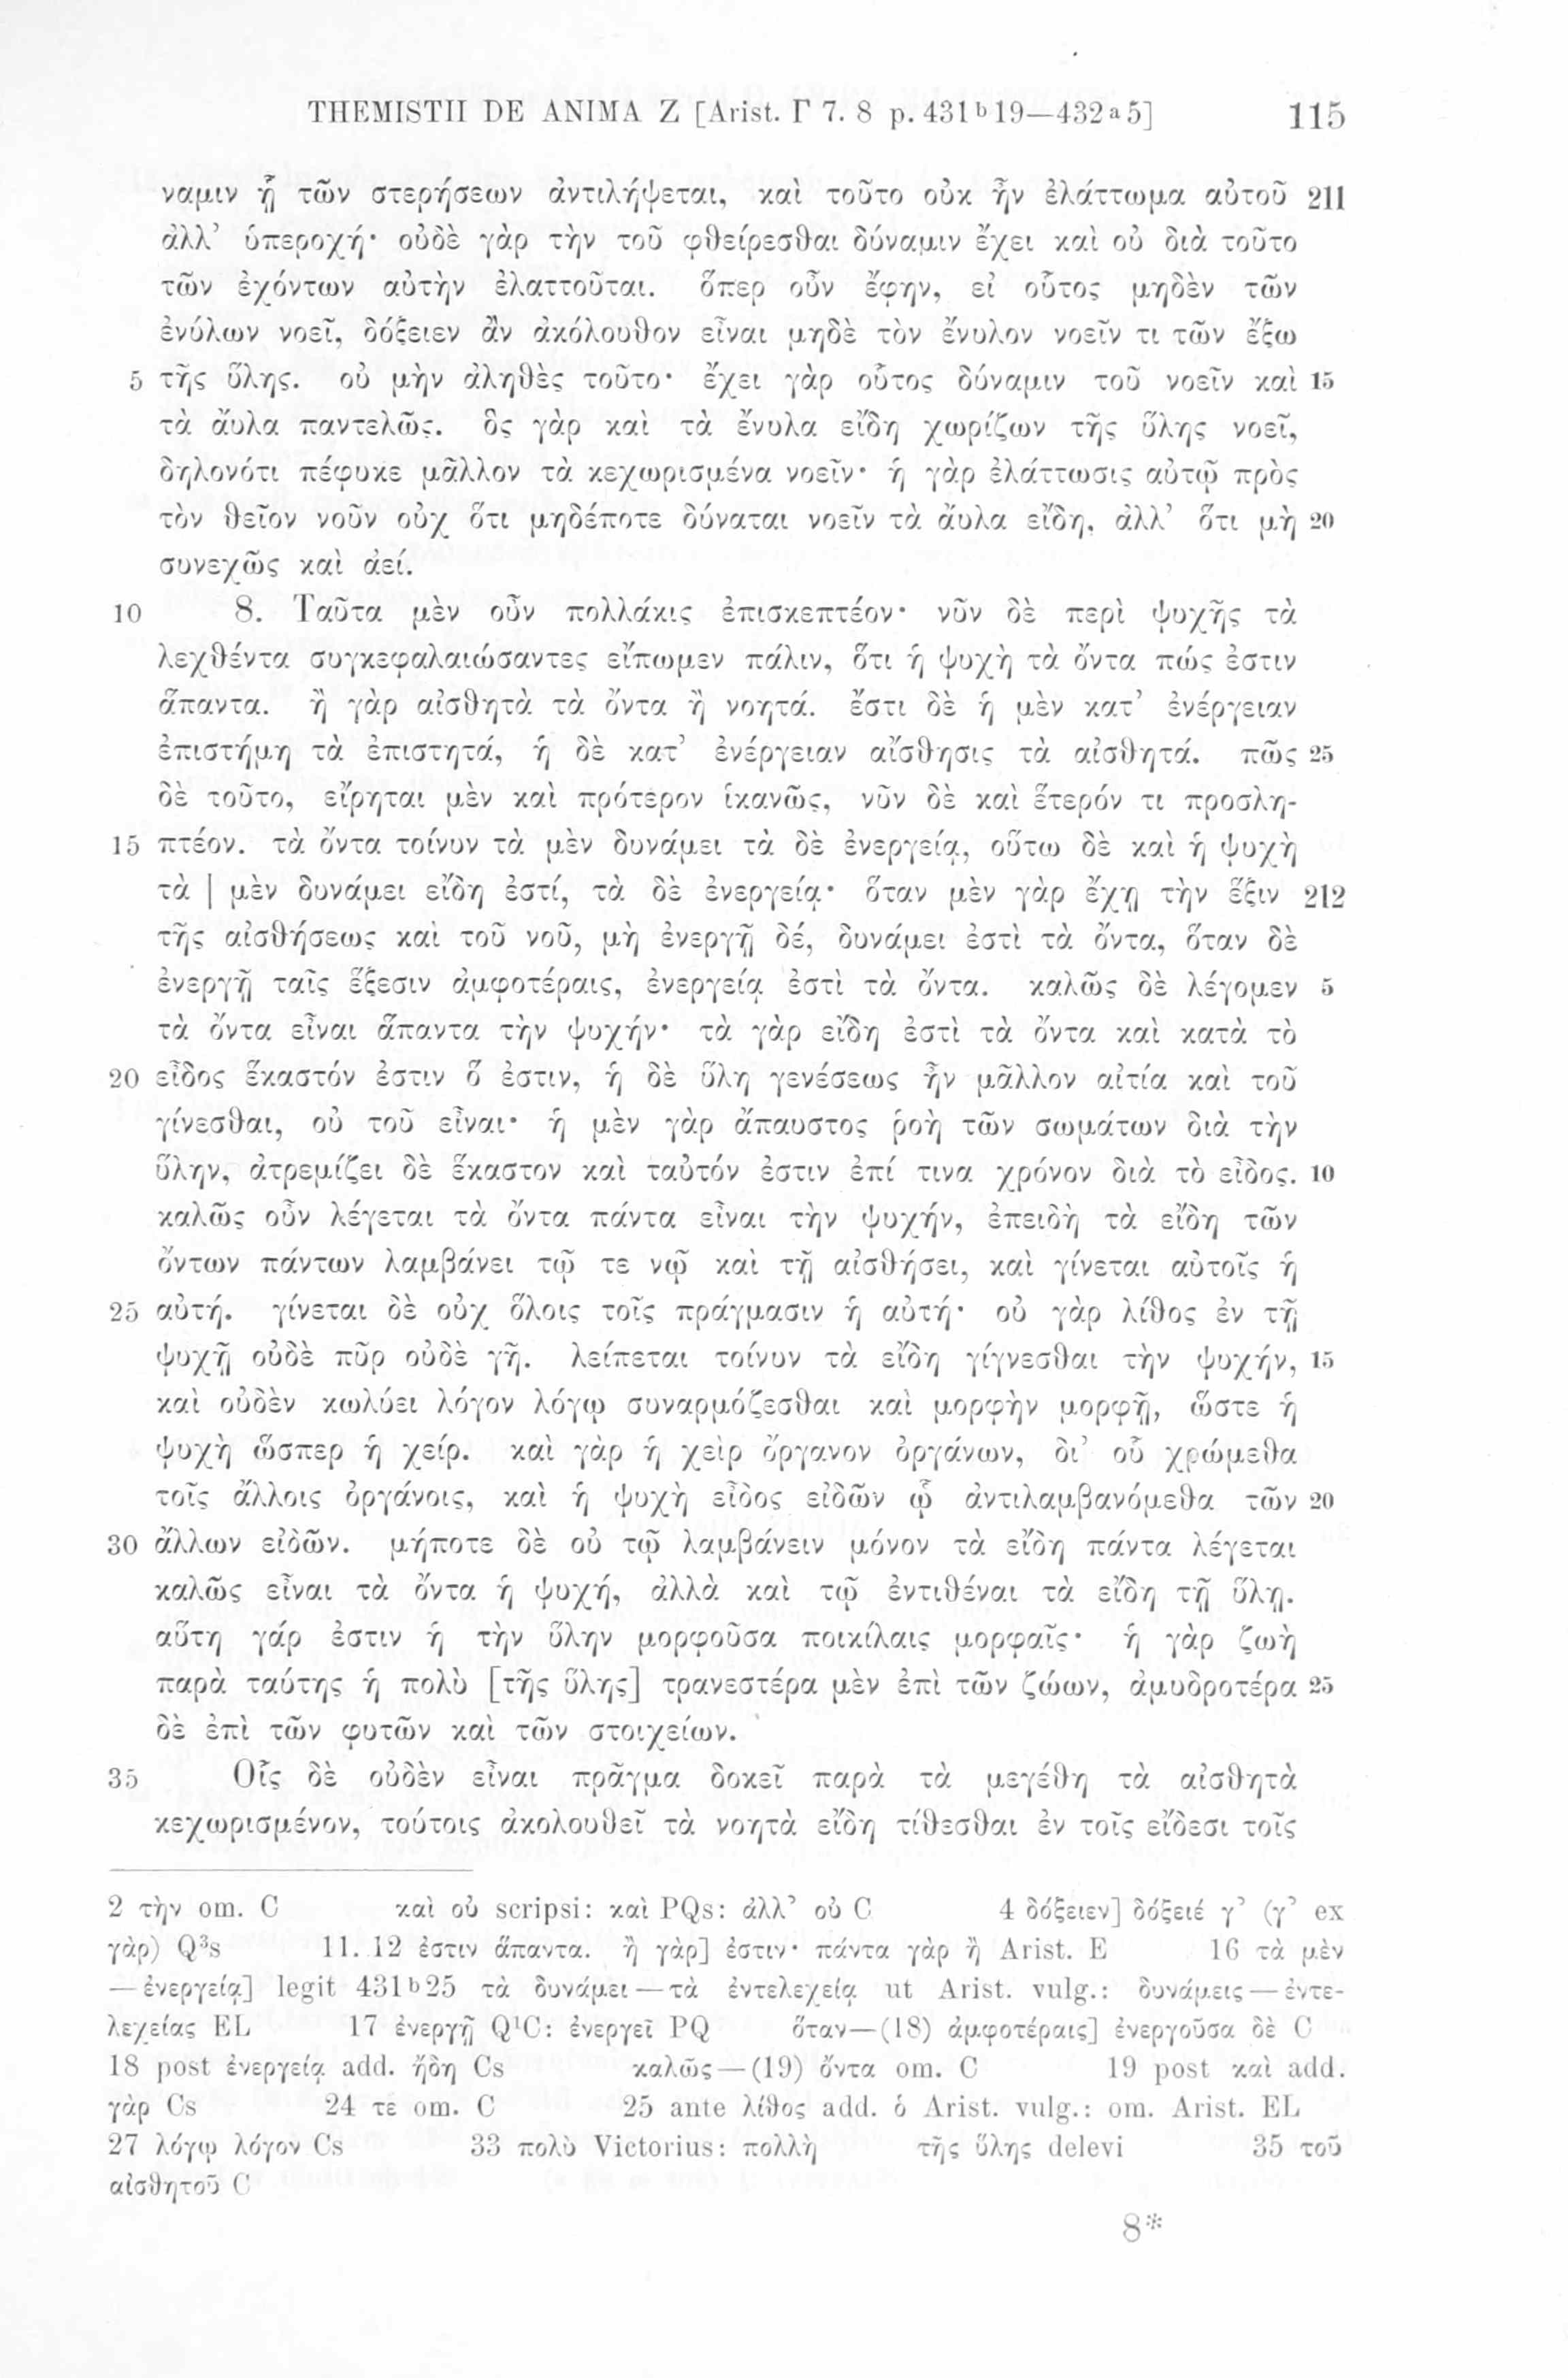 THEMISTII DE ANIMA Z [Arist. Γ 7. 8 p. 431ᵇ19—432ᵃ5] 115
ναμιν ᾗ τῶν στερήσεων ἀντιλήψεται, καὶ τοῦτο οὐκ ἦν ἐλάττωμα αὐτοῦ 211
ἀλλ’ ὑπεροχή· οὐδὲ γὰρ τὴν τοῦ φθείρεσθαι δύναμιν ἔχει καὶ οὐ διὰ τοῦτο
τῶν ἐχόντων αὐτὴν ἐλαττοῦται. ὅπερ οὖν ἔφην, εἰ οὗτος μηδὲν τῶν
ἐνύλων νοεῖ, δόξειεν ἂν ἀκόλουθον εἶναι μηδὲ τὸν ἔνυλον νοεῖν τι τῶν ἔξω
5 τῆς ὕλης. οὐ μὴν ἀληθὲς τοῦτο· ἔχει γὰρ οὗτος δύναμιν τοῦ νοεῖν καὶ 15
τὰ ἄυλα παντελῶς. ὃς γὰρ καὶ τὰ ἔνυλα εἴδη χωρίζων τῆς ὕλης νοεῖ,
δηλονότι πέφυκε μᾶλλον τὰ κεχωρισμένα νοεῖν· ἡ γὰρ ἐλάττωσις αὐτῷ πρὸς
τὸν θεῖον νοῦν οὐχ ὅτι μηδέποτε δύναται νοεῖν τὰ ἄυλα εἴδη, ἀλλ’ ὅτι μὴ 20
συνεχῶς καὶ ἀεί.
10 8. Ταῦτα μὲν οὖν πολλάκις ἐπισκεπτέον· νῦν δὲ περὶ ψυχῆς τὰ
λεχθέντα συγκεφαλαιώσαντες εἴπωμεν πάλιν, ὅτι ἡ ψυχὴ τὰ ὄντα πώς ἐστιν
ἅπαντα. ἢ γὰρ αἰσθητὰ τὰ ὄντα ἢ νοητά. ἔστι δὲ ἡ μὲν κατ’ ἐνέργειαν
ἐπιστήμη τὰ ἐπιστητά, ἡ δὲ κατ’ ἐνέργειαν αἴσθησις τὰ αἰσθητά. πῶς 25
δὲ τοῦτο, εἴρηται μὲν καὶ πρότερον ἱκανῶς, νῦν δὲ καὶ ἕτερόν τι προσλη-
15 πτέον. τὰ ὄντα τοίνυν τὰ μὲν δυνάμει τὰ δὲ ἐνεργείᾳ, οὕτω δὲ καὶ ἡ ψυχὴ
τὰ | μὲν δυνάμει εἴδη ἐστί, τὰ δὲ ἐνεργείᾳ· ὅταν μὲν γὰρ ἔχῃ τὴν ἕξιν 212
τῆς αἰσθήσεως καὶ τοῦ νοῦ, μὴ ἐνεργῇ δέ, δυνάμει ἐστὶ τὰ ὄντα, ὅταν δὲ
ἐνεργῇ ταῖς ἕξεσιν ἀμφοτέραις, ἐνεργείᾳ ἐστὶ τὰ ὄντα. καλῶς δὲ λέγομεν 5
τὰ ὄντα εἶναι ἅπαντα τὴν ψυχήν· τὰ γὰρ εἴδη ἐστὶ τὰ ὄντα καὶ κατὰ τὸ
20 εἶδος ἕκαστόν ἐστιν ὅ ἐστιν, ἡ δὲ ὕλη γενέσεως ἦν μᾶλλον αἰτία καὶ τοῦ
γίνεσθαι, οὐ τοῦ εἶναι· ἡ μὲν γὰρ ἄπαυστος ῥοὴ τῶν σωμάτων διὰ τὴν
ὕλην, ἀτρεμίζει δὲ ἕκαστον καὶ ταὐτόν ἐστιν ἐπί τινα χρόνον διὰ τὸ εἶδος. 10
καλῶς οὖν λέγεται τὰ ὄντα πάντα εἶναι τὴν ψυχήν, ἐπειδὴ τὰ εἴδη τῶν
ὄντων πάντων λαμβάνει τῷ τε νῷ καὶ τῇ αἰσθήσει, καὶ γίνεται αὐτοῖς ἡ
25 αὐτή. γίνεται δὲ οὐχ ὅλοις τοῖς πράγμασιν ἡ αὐτή· οὐ γὰρ λίθος ἐν τῇ
ψυχῇ οὐδὲ πῦρ οὐδὲ γῆ. λείπεται τοίνυν τὰ εἴδη γίγνεσθαι τὴν ψυχήν, 15
καὶ οὐδὲν κωλύει λόγον λόγῳ συναρμόζεσθαι καὶ μορφὴν μορφῇ, ὥστε ἡ
ψυχὴ ὥσπερ ἡ χείρ. καὶ γὰρ ἡ χεὶρ ὄργανον ὀργάνων, δι’ οὗ χρώμεθα
τοῖς ἄλλοις ὀργάνοις, καὶ ἡ ψυχὴ εἶδος εἰδῶν ᾧ ἀντιλαμβανόμεθα τῶν 20
30 ἄλλων εἰδῶν. μήποτε δὲ οὐ τῷ λαμβάνειν μόνον τὰ εἴδη πάντα λέγεται
καλῶς εἶναι τὰ ὄντα ἡ ψυχή, ἀλλὰ καὶ τῷ ἐντιθέναι τὰ εἴδη τῇ ὕλῃ.
αὕτη γάρ ἐστιν ἡ τὴν ὕλην μορφοῦσα ποικίλαις μορφαῖς· ἡ γὰρ ζωὴ
παρὰ ταύτης ἡ πολὺ [τῆς ὕλης] τρανεστέρα μὲν ἐπὶ τῶν ζώων, ἀμυδροτέρα 25
δὲ ἐπὶ τῶν φυτῶν καὶ τῶν στοιχείων.
35 Οἷς δὲ οὐδὲν εἶναι πρᾶγμα δοκεῖ παρὰ τὰ μεγέθη τὰ αἰσθητὰ
κεχωρισμένον, τούτοις ἀκολουθεῖ τὰ νοητὰ εἴδη τίθεσθαι ἐν τοῖς εἴδεσι τοῖς
2 τὴν om. C καὶ οὐ scripsi: καὶ PQs: ἀλλ’ οὐ C 4 δόξειεν] δόξειέ γ’ (γ’ ex
γὰρ) Q³s 11. 12 ἐστιν ἅπαντα. ἢ γὰρ] ἐστιν· πάντα γὰρ ἢ Arist. E 16 τὰ μὲν
— ἐνεργείᾳ] legit 431ᵇ25 τὰ δυνάμει — τὰ ἐντελεχείᾳ ut Arist. vulg.: δυνάμεις — ἐντε-
λεχείας EL 17 ἐνεργῇ Q¹C: ἐνεργεῖ PQ ὅταν—(18) ἀμφοτέραις] ἐνεργοῦσα δὲ C
18 post ἐνεργείᾳ add. ἤδη Cs καλῶς — (19) ὄντα om. C 19 post καὶ add.
γὰρ Cs 24 τε om. C 25 ante λίθος add. ὁ Arist. vulg.: om. Arist. EL
27 λόγῳ λόγον Cs 33 πολὺ Victorius: πολλὴ τῆς ὕλης delevi 35 τοῦ
αἰσθητοῦ C
8*